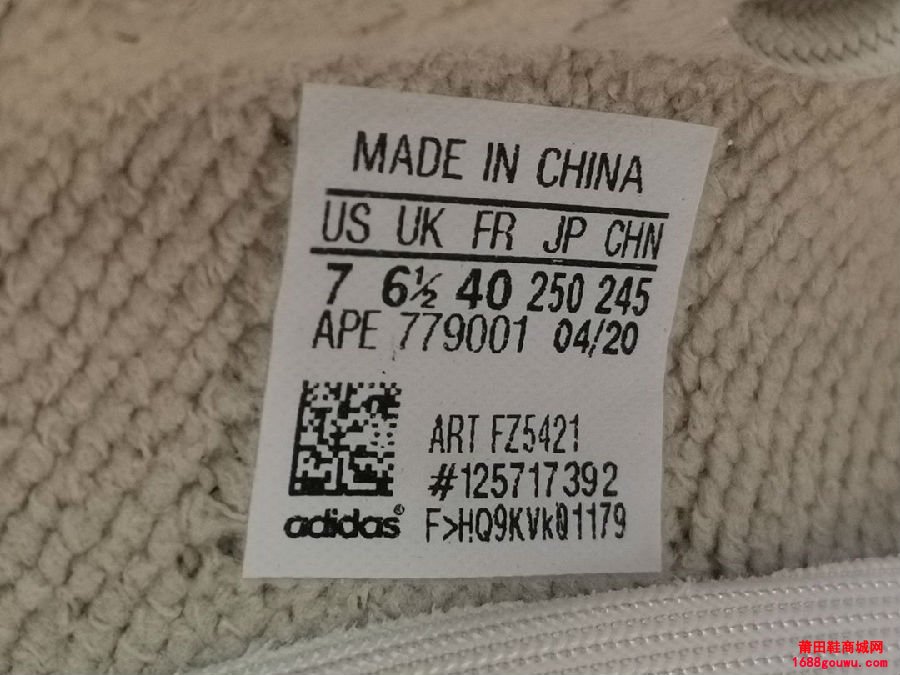 MADE IN CHINA
US UK FR JP CHN
7 6½ 40 250 245
APE 779001 04/20
ART FZ5421
#125717392
adidas® F>HQ9KVkQ1179
莆田鞋商城网
1688gouwu.com